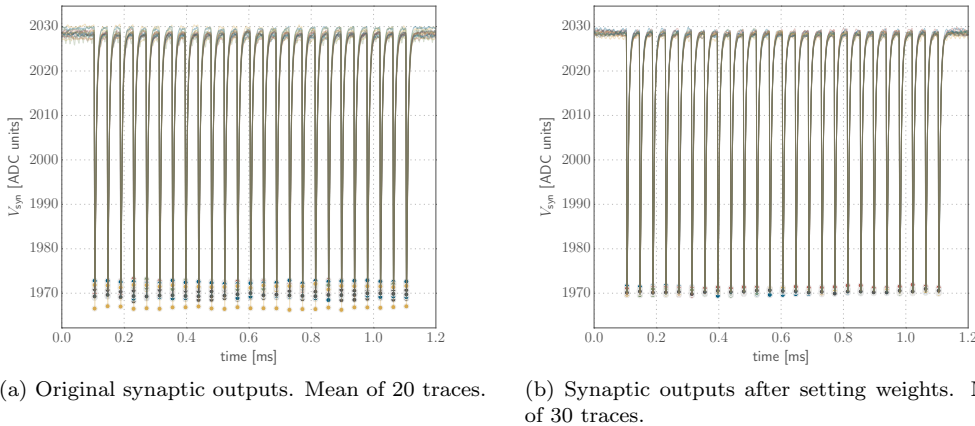 2030
2020
2010
2000
1990
1980
1970
V_syn [ADC units]
0.0 0.2 0.4 0.6 0.8 1.0 1.2
time [ms]
2030
2020
2010
2000
1990
1980
1970
V_syn [ADC units]
0.0 0.2 0.4 0.6 0.8 1.0 1.2
time [ms]
(a) Original synaptic outputs. Mean of 20 traces.
(b) Synaptic outputs after setting weights.
of 30 traces.